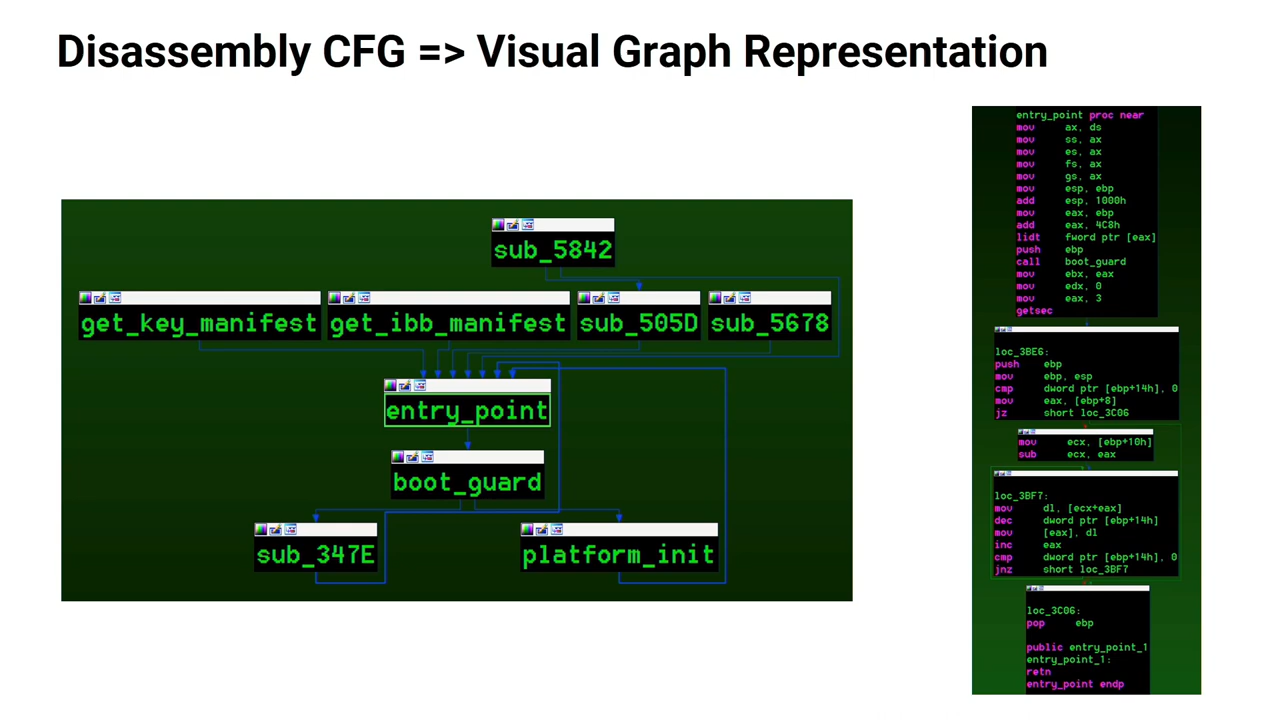 Disassembly CFG => Visual Graph Representation
sub_5842
get_key_manifest
get_ibb_manifest
sub_505D
sub_5678
entry_point
boot_guard
sub_347E
platform_init
entry_point proc near
mov ax, ds
mov ss, ax
mov es, ax
mov fs, ax
mov gs, ax
mov esp, ebp
add esp, 1000h
mov eax, ebp
add eax, 4C8h
lidt fword ptr [eax]
push ebp
call boot_guard
mov ebx, eax
mov edx, 0
mov eax, 3
getsec
loc_3BE6:
push ebp
mov ebp, esp
cmp dword ptr [ebp+14h], 0
mov eax, [ebp+8]
jz short loc_3C06
mov ecx, [ebp+10h]
sub ecx, eax
loc_3BF7:
mov dl, [ecx+eax]
dec dword ptr [ebp+14h]
mov [eax], dl
inc eax
cmp dword ptr [ebp+14h], 0
jnz short loc_3BF7
loc_3C06:
pop ebp
public entry_point_1
entry_point_1:
retn
entry_point endp